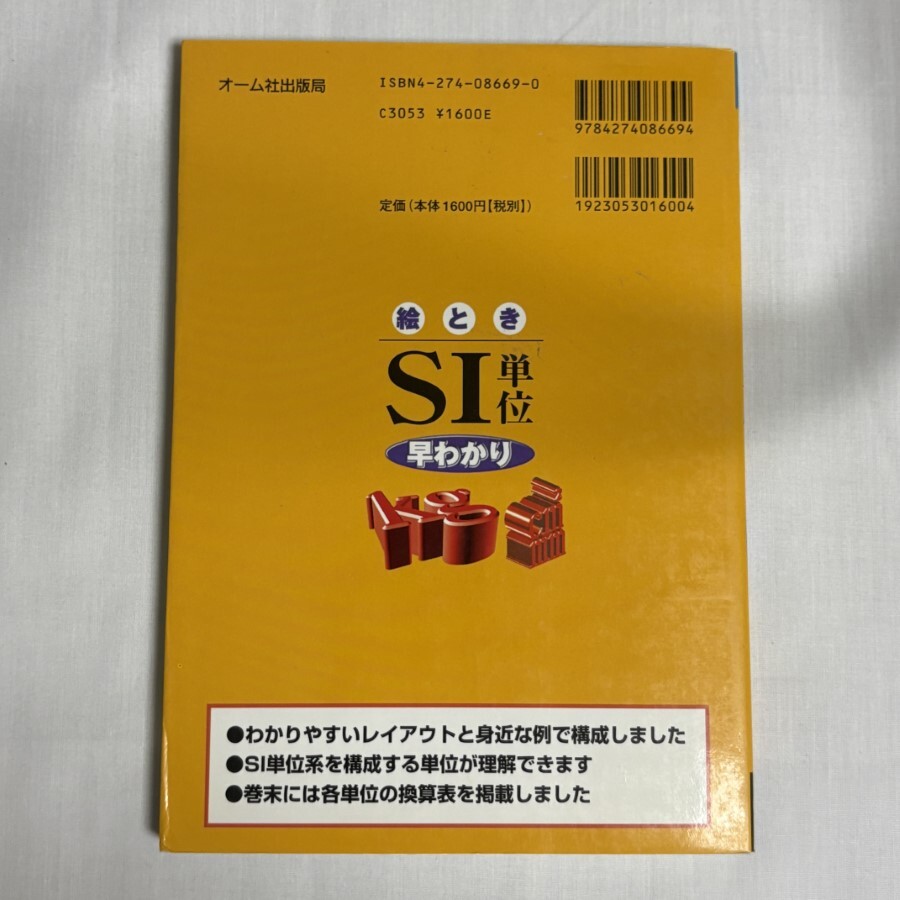 オーム社出版局
ISBN4-274-08669-0
C3053 ¥1600E
9784274086694
定価(本体1600円【税別】)
1923053016004
絵とき
SI単位
早わかり
kg
●わかりやすいレイアウトと身近な例で構成しました
●SI単位系を構成する単位が理解できます
●巻末には各単位の換算表を掲載しました